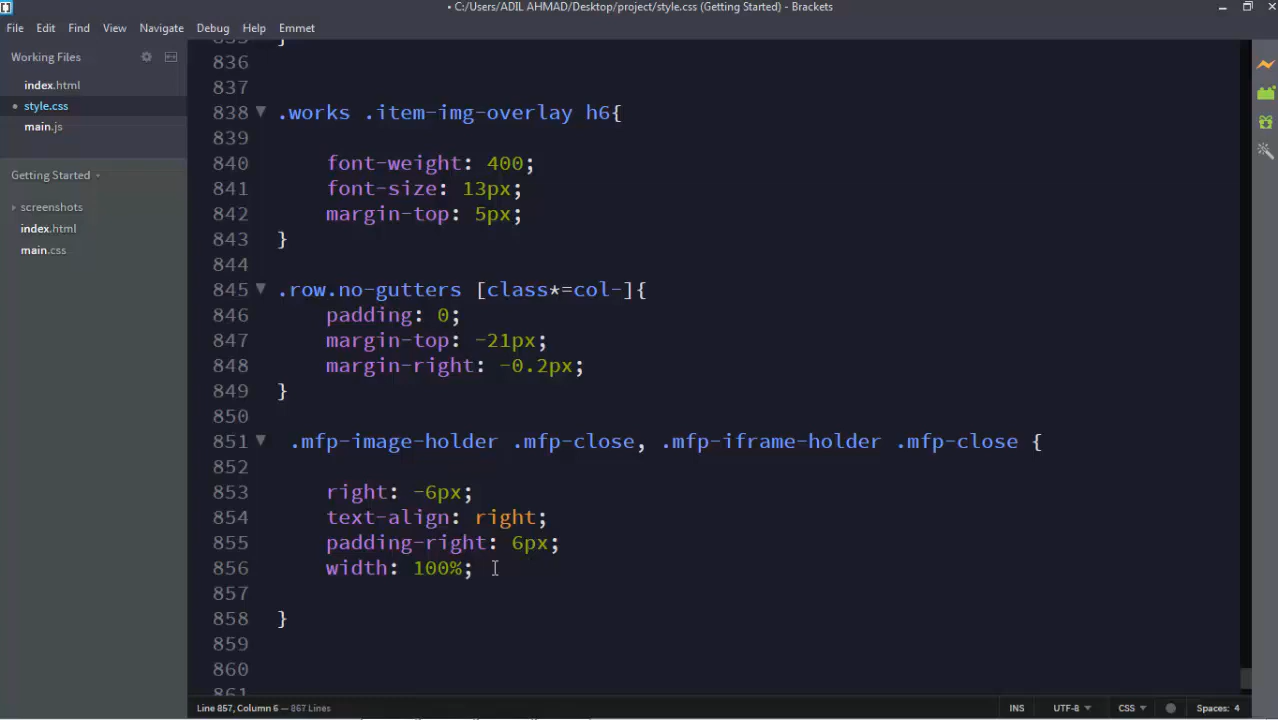 C:/Users/ADIL AHMAD/Desktop/project/style.css (Getting Started) - Brackets
File Edit Find View Navigate Debug Help Emmet
Working Files
index.html
style.css
main.js
Getting Started
screenshots
index.html
main.css
835 }
836
837
838 .works .item-img-overlay h6{
839
840 font-weight: 400;
841 font-size: 13px;
842 margin-top: 5px;
843 }
844
845 .row.no-gutters [class*=col-]{
846 padding: 0;
847 margin-top: -21px;
848 margin-right: -0.2px;
849 }
850
851 .mfp-image-holder .mfp-close, .mfp-iframe-holder .mfp-close {
852
853 right: -6px;
854 text-align: right;
855 padding-right: 6px;
856 width: 100%;
857
858 }
859
860
861
Line 857, Column 6 — 867 Lines
INS UTF-8 CSS Spaces: 4